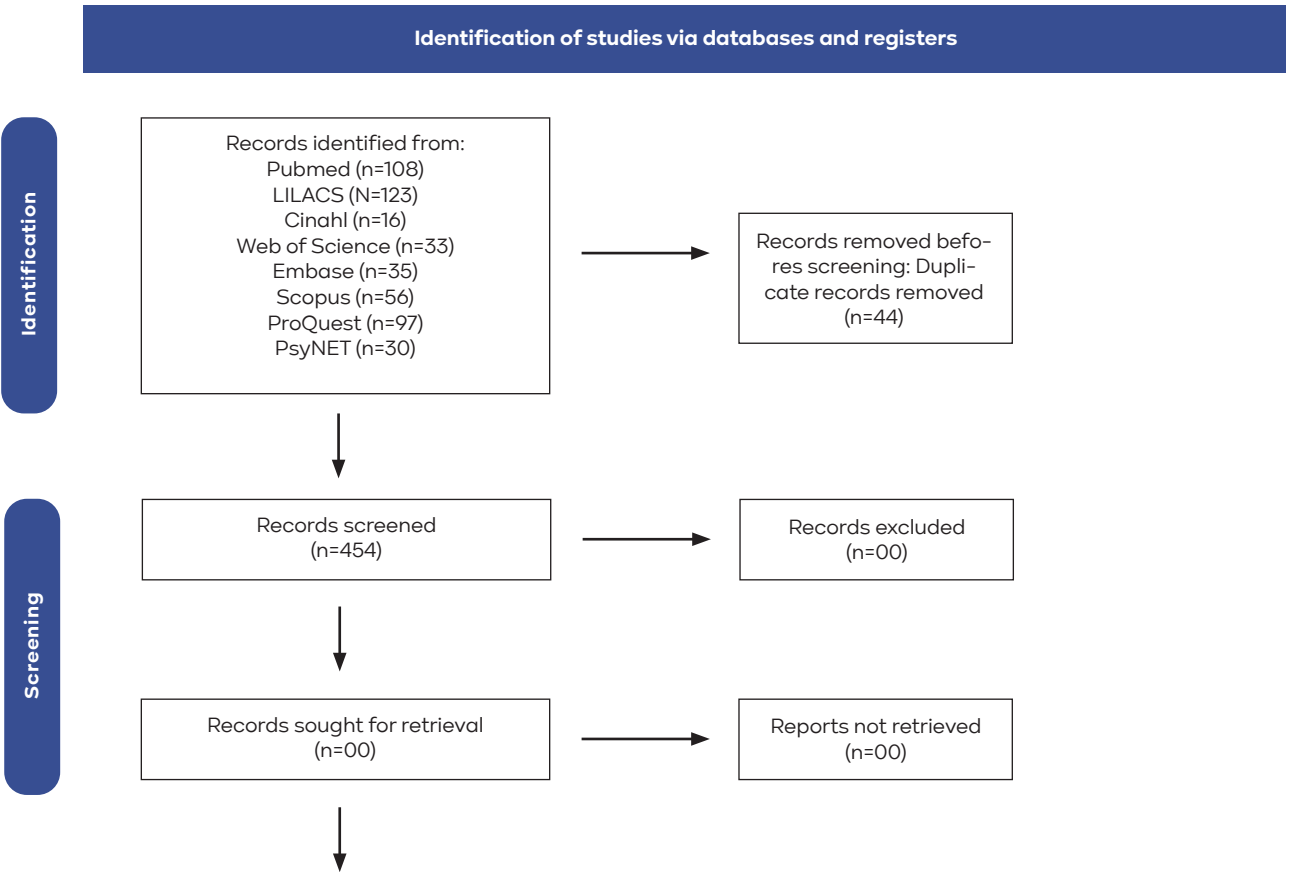 Identification of studies via databases and registers
Identification
Records identified from:
Pubmed (n=108)
LILACS (N=123)
Cinahl (n=16)
Web of Science (n=33)
Embase (n=35)
Scopus (n=56)
ProQuest (n=97)
PsyNET (n=30)
Records removed befo-
res screening: Dupli-
cate records removed
(n=44)
Screening
Records screened
(n=454)
Records excluded
(n=00)
Records sought for retrieval
(n=00)
Reports not retrieved
(n=00)